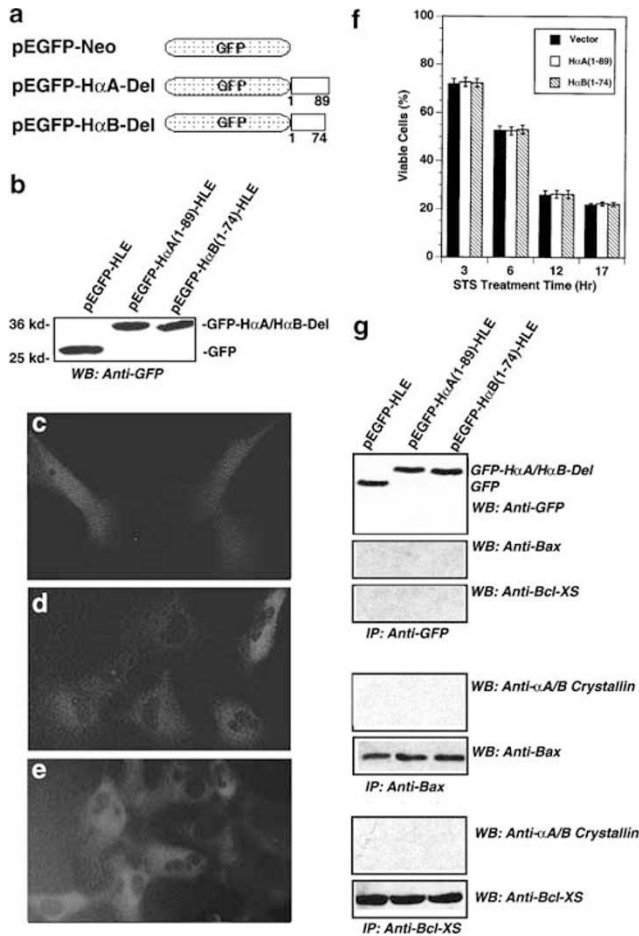 a
pEGFP-Neo
GFP
pEGFP-HαA-Del
GFP
1 89
pEGFP-HαB-Del
GFP
1 74
b
pEGFP-HLE
pEGFP-HαA(1-89)-HLE
pEGFP-HαB(1-74)-HLE
36 kd-
-GFP-HαA/HαB-Del
25 kd-
-GFP
WB: Anti-GFP
c
d
e
f
100
80
60
40
20
0
Viable Cells (%)
Vector
HαA(1-89)
HαB(1-74)
3 6 12 17
STS Treatment Time (Hr)
g
pEGFP-HLE
pEGFP-HαA(1-89)-HLE
pEGFP-HαB(1-74)-HLE
GFP-HαA/HαB-Del
GFP
WB: Anti-GFP
WB: Anti-Bax
WB: Anti-Bcl-XS
IP: Anti-GFP
WB: Anti-αA/B Crystallin
WB: Anti-Bax
IP: Anti-Bax
WB: Anti-αA/B Crystallin
WB: Anti-Bcl-XS
IP: Anti-Bcl-XS